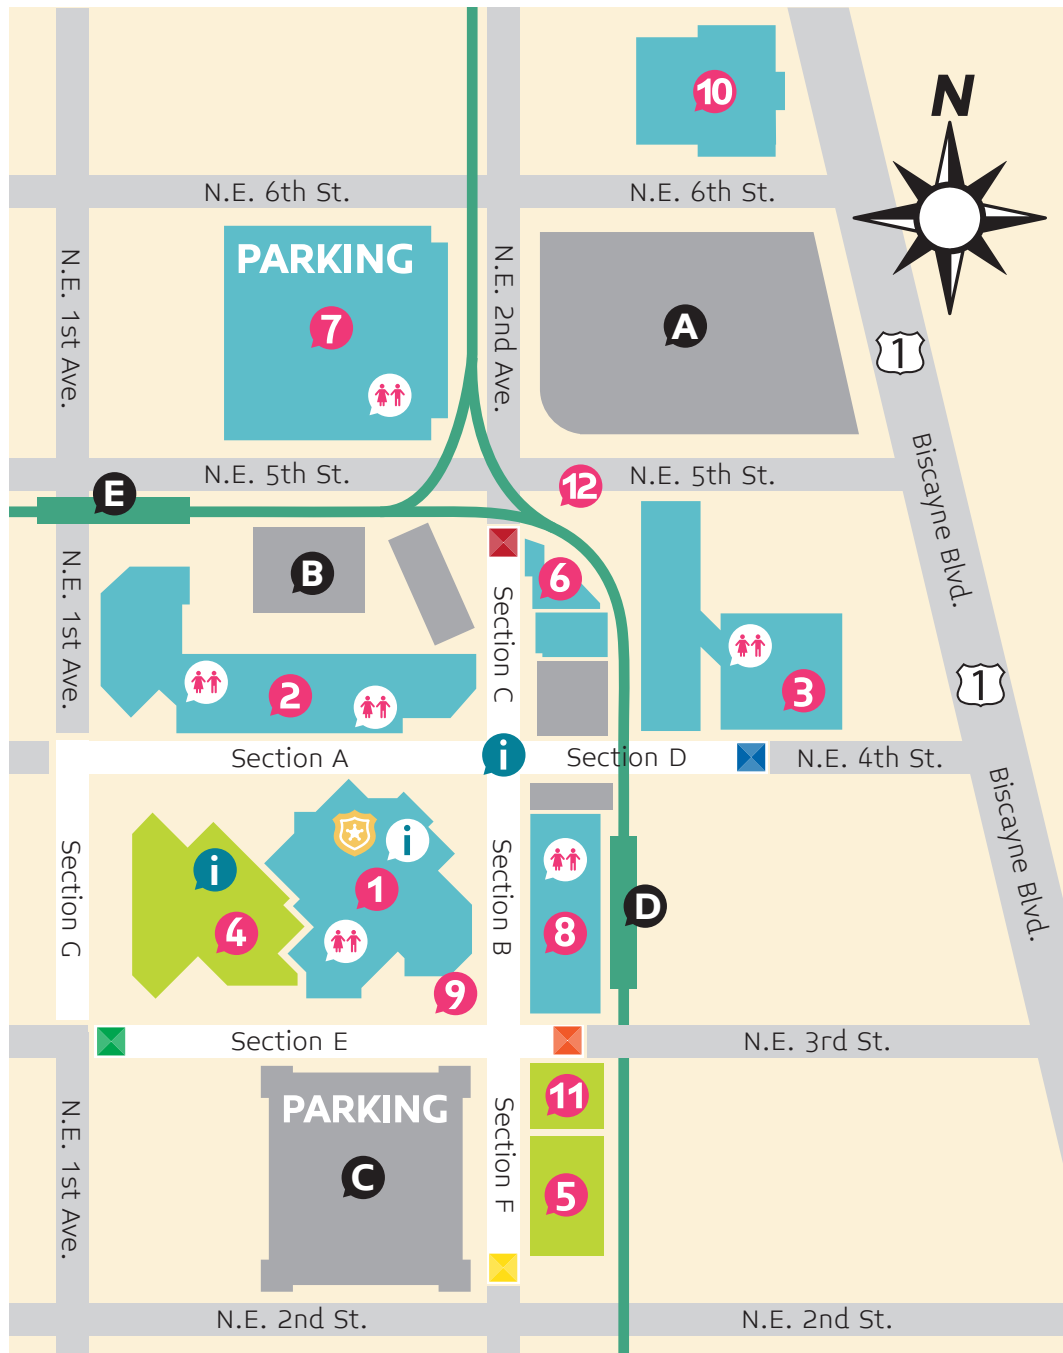 10
N
N.E. 6th St.
N.E. 6th St.
PARKING
N.E. 1st Ave.
N.E. 2nd Ave.
7
A
1
Biscayne Blvd.
N.E. 5th St.
N.E. 5th St.
E
12
N.E. 1st Ave.
B
6
Section C
2
3
1
Section A
i
Section D
N.E. 4th St.
Biscayne Blvd.
Section G
i
i
1
Section B
4
8
D
9
Section E
N.E. 3rd St.
N.E. 1st Ave.
PARKING
Section F
11
C
5
N.E. 2nd St.
N.E. 2nd St.